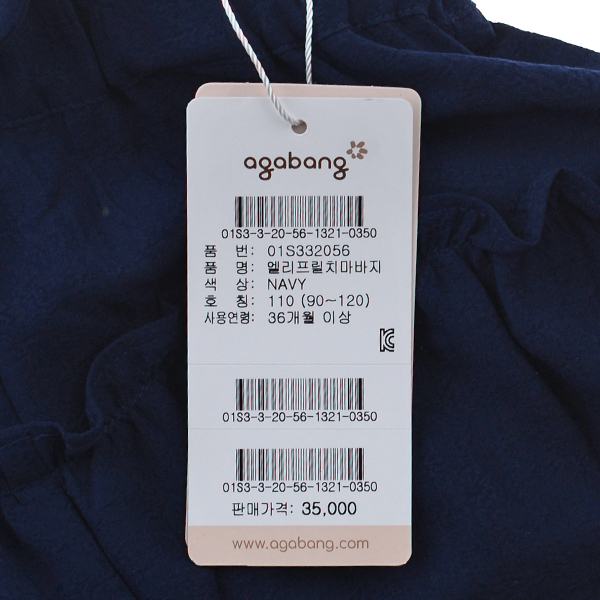 agabang
01S3-3-20-56-1321-0350
품 번: 01S332056
품 명: 엘리프릴치마바지
색 상: NAVY
호 칭: 110 (90~120)
사용연령: 36개월 이상
01S3-3-20-56-1321-0350
01S3-3-20-56-1321-0350
판매가격: 35,000
www.agabang.com